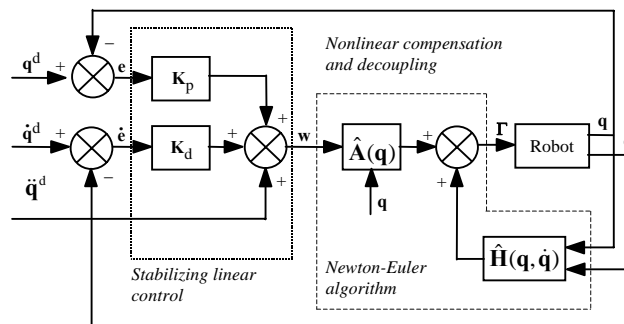 Nonlinear compensation
and decoupling
−
q^d + e K_p
+
q̇^d + ė K_d + w Â(q) + Γ Robot q
− + +
q̈^d
q
Ĥ(q, q̇)
Stabilizing linear
control
Newton-Euler
algorithm